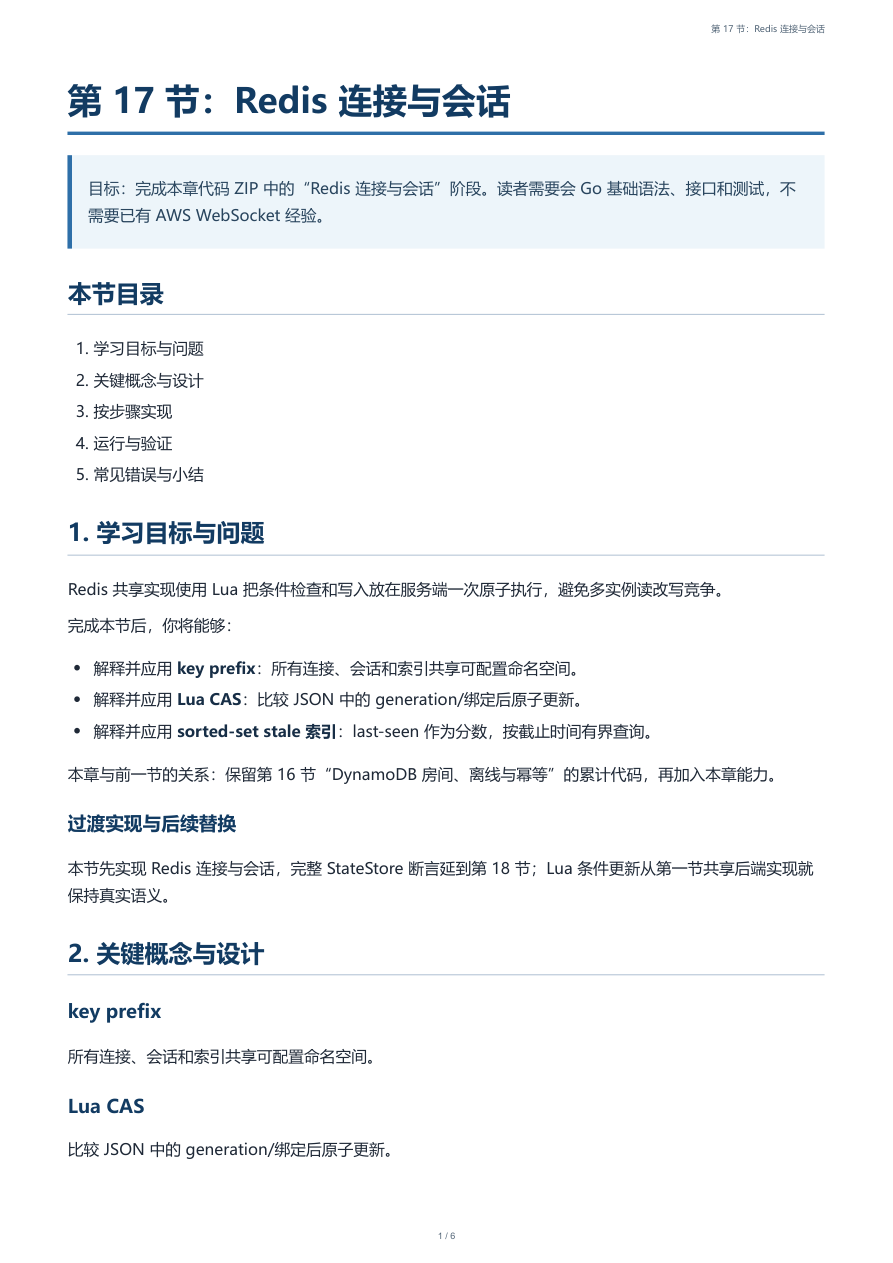 第 17 节：Redis 连接与会话
第 17 节：Redis 连接与会话
目标：完成本章代码 ZIP 中的“Redis 连接与会话”阶段。读者需要会 Go 基础语法、接口和测试，不
需要已有 AWS WebSocket 经验。
本节目录
1. 学习目标与问题
2. 关键概念与设计
3. 按步骤实现
4. 运行与验证
5. 常见错误与小结
1. 学习目标与问题
Redis 共享实现使用 Lua 把条件检查和写入放在服务端一次原子执行，避免多实例读改写竞争。
完成本节后，你将能够：
• 解释并应用 key prefix：所有连接、会话和索引共享可配置命名空间。
• 解释并应用 Lua CAS：比较 JSON 中的 generation/绑定后原子更新。
• 解释并应用 sorted-set stale 索引：last-seen 作为分数，按截止时间有界查询。
本章与前一节的关系：保留第 16 节“DynamoDB 房间、离线与幂等”的累计代码，再加入本章能力。
过渡实现与后续替换
本节先实现 Redis 连接与会话，完整 StateStore 断言延到第 18 节；Lua 条件更新从第一节共享后端实现就
保持真实语义。
2. 关键概念与设计
key prefix
所有连接、会话和索引共享可配置命名空间。
Lua CAS
比较 JSON 中的 generation/绑定后原子更新。
1 / 6